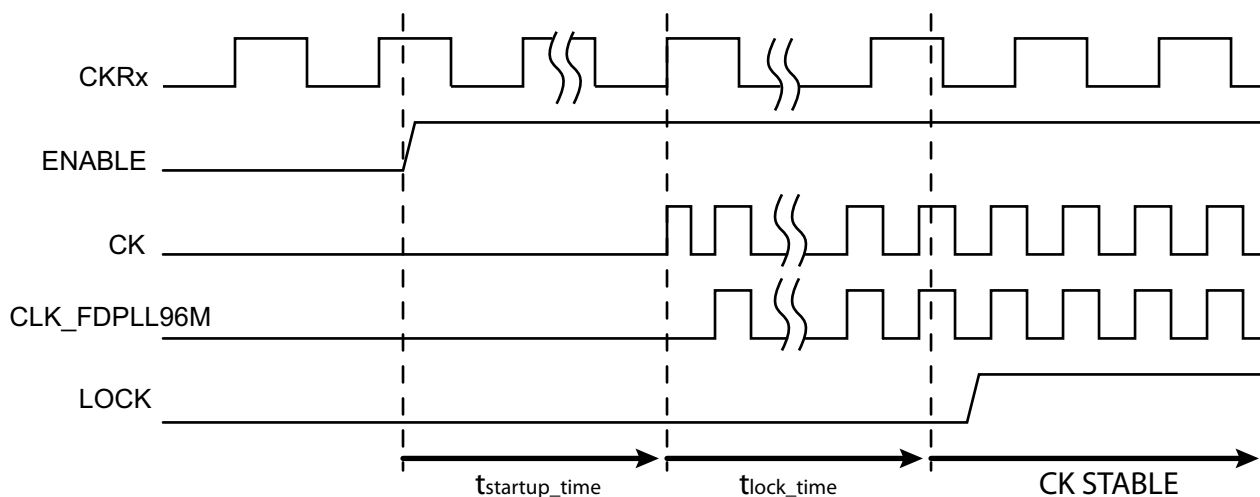 CKRx
ENABLE
CK
CLK_FDPLL96M
LOCK
tstartup_time
tlock_time
CK STABLE